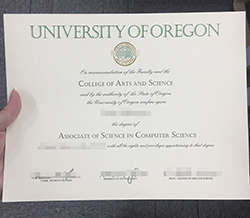 UNIVERSITY OF OREGON
On recommendation of the Faculty and the
COLLEGE OF ARTS AND SCIENCE
and by the authority of the State of Oregon,
the University of Oregon confers upon
the degree of
ASSOCIATE OF SCIENCE IN COMPUTER SCIENCE
with all the rights and privileges appertaining to that degree.